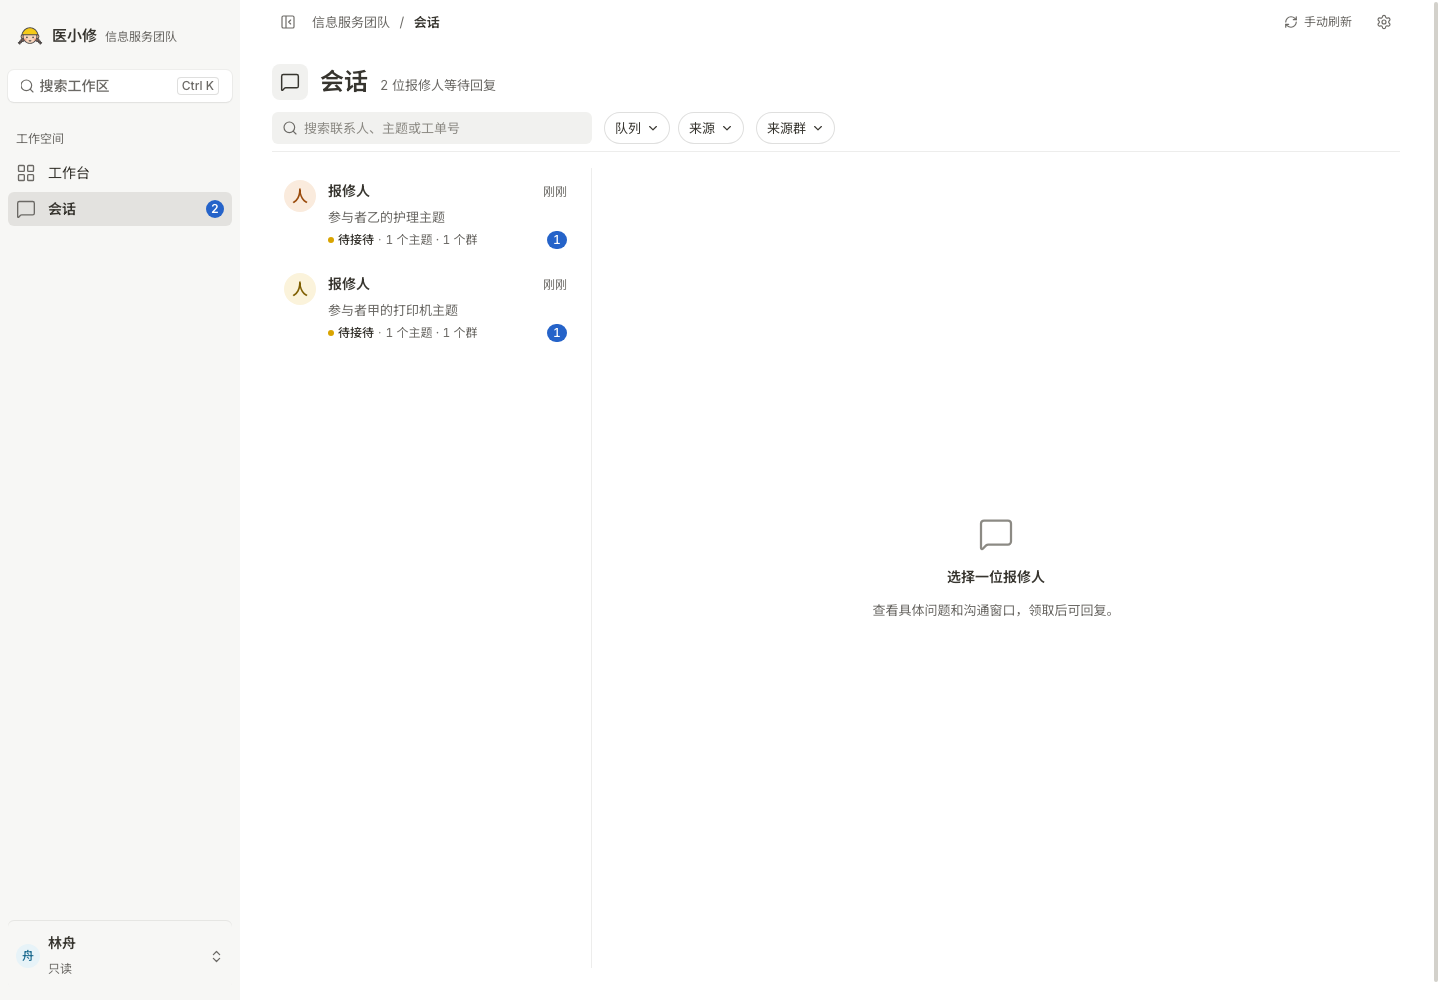 医小修 信息服务团队
搜索工作区 Ctrl K
工作空间
工作台
会话 2
林舟
舟
只读
信息服务团队 / 会话
手动刷新
会话 2 位报修人等待回复
搜索联系人、主题或工单号
队列 来源 来源群
人 报修人 刚刚
参与者乙的护理主题
待接待 · 1 个主题 · 1 个群 1
人 报修人 刚刚
参与者甲的打印机主题
待接待 · 1 个主题 · 1 个群 1
选择一位报修人
查看具体问题和沟通窗口，领取后可回复。